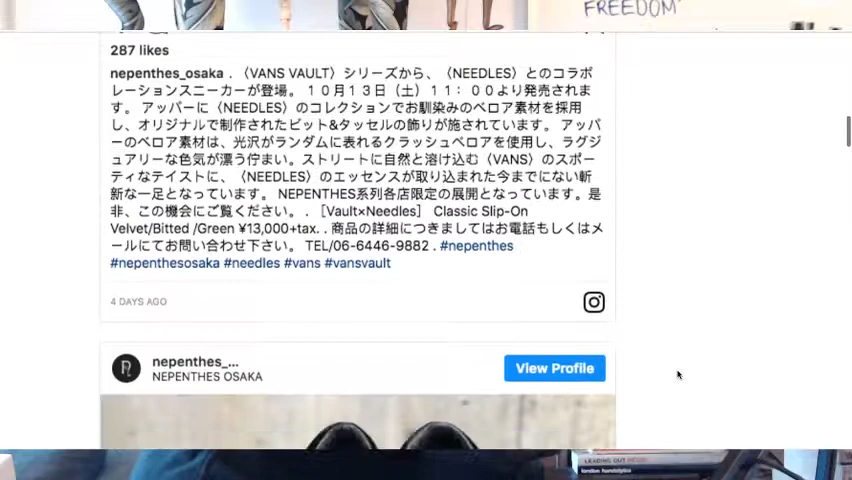 FREEDOM
287 likes
nepenthes_osaka . 〈VANS VAULT〉シリーズから、〈NEEDLES〉とのコラボ
レーションスニーカーが登場。 １０月１３日（土）１１：００より発売されま
す。 アッパーに〈NEEDLES〉のコレクションでお馴染みのベロア素材を採用
し、オリジナルで制作されたビット&タッセルの飾りが施されています。 アッパ
ーのベロア素材は、光沢がランダムに表れるクラッシュベロアを使用し、ラグジ
ュアリーな色気が漂う佇まい。ストリートに自然と溶け込む〈VANS〉のスポー
ティなテイストに、〈NEEDLES〉のエッセンスが取り込まれた今までにない斬
新な一足となっています。 NEPENTHES系列各店限定の展開となっています。是
非、この機会にご覧ください。 . ［Vault×Needles］ Classic Slip-On
Velvet/Bitted /Green ¥13,000+tax. . 商品の詳細につきましてはお電話もしくはメ
ールにてお問い合わせ下さい。 TEL/06-6446-9882 . #nepenthes
#nepenthesosaka #needles #vans #vansvault
4 DAYS AGO
nepenthes_...
NEPENTHES OSAKA
View Profile
LEADING OUT